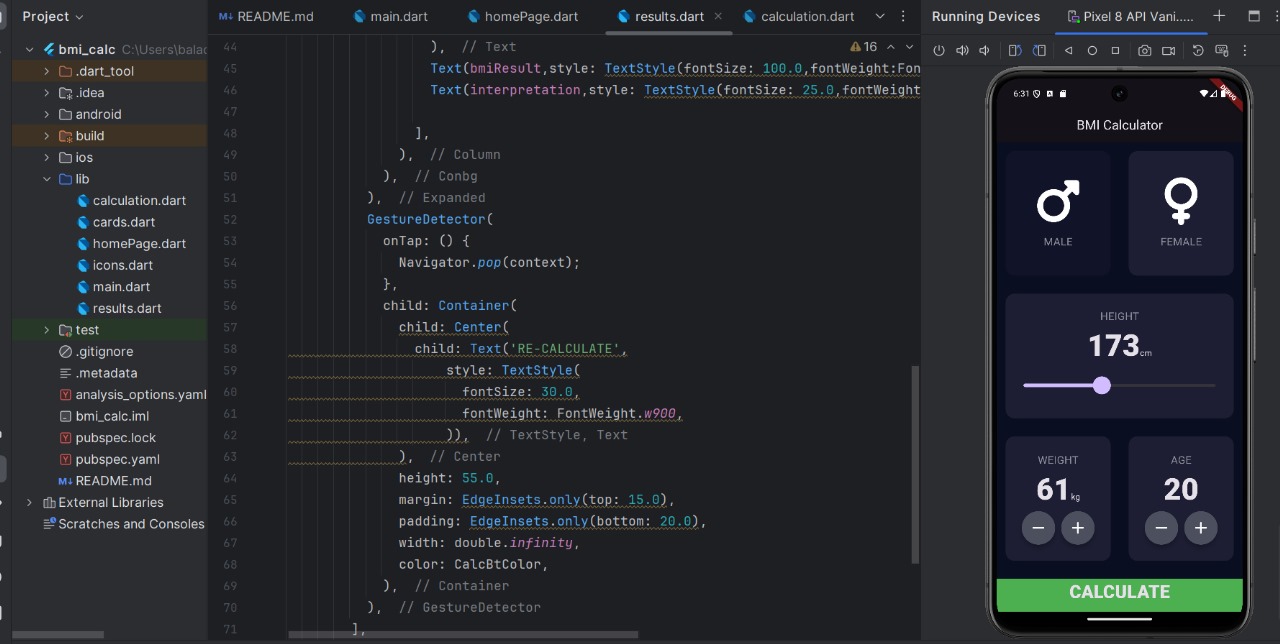 Project
bmi_calc C:\Users\balac
.dart_tool
.idea
android
build
ios
lib
calculation.dart
cards.dart
homePage.dart
icons.dart
main.dart
results.dart
test
.gitignore
.metadata
analysis_options.yaml
bmi_calc.iml
pubspec.lock
pubspec.yaml
M↓ README.md
External Libraries
Scratches and Consoles
M↓ README.md main.dart homePage.dart results.dart calculation.dart
16
44 ), // Text
45 Text(bmiResult,style: TextStyle(fontSize: 100.0,fontWeight:Fon
46 Text(interpretation,style: TextStyle(fontSize: 25.0,fontWeight
47
48 ],
49 ), // Column
50 ), // Conbg
51 ), // Expanded
52 GestureDetector(
53 onTap: () {
54 Navigator.pop(context);
55 },
56 child: Container(
57 child: Center(
58 child: Text('RE-CALCULATE',
59 style: TextStyle(
60 fontSize: 30.0,
61 fontWeight: FontWeight.w900,
62 )), // TextStyle, Text
63 ), // Center
64 height: 55.0,
65 margin: EdgeInsets.only(top: 15.0),
66 padding: EdgeInsets.only(bottom: 20.0),
67 width: double.infinity,
68 color: CalcBtColor,
69 ), // Container
70 ), // GestureDetector
71 ],
Running Devices Pixel 8 API Vani.....
6:31
DEBUG
BMI Calculator
MALE FEMALE
HEIGHT
173cm
WEIGHT AGE
61kg 20
CALCULATE